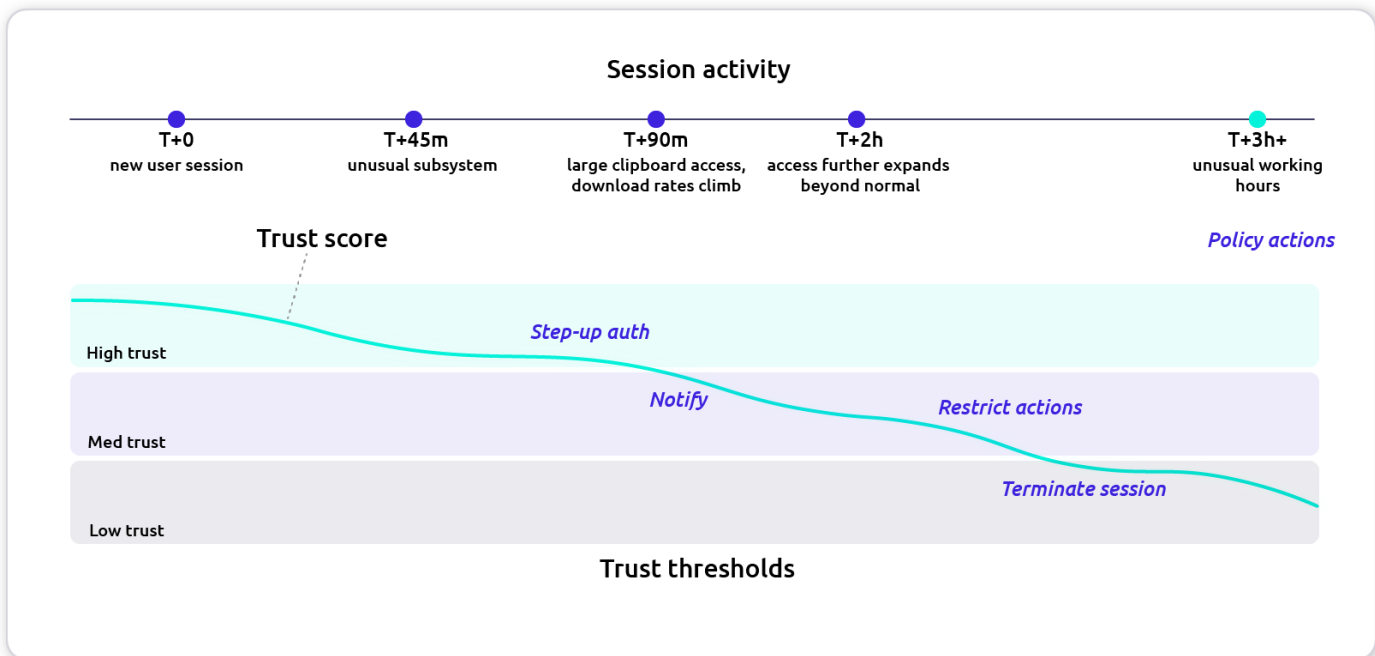 Session activity
T+0
new user session
T+45m
unusual subsystem
T+90m
large clipboard access,
download rates climb
T+2h
access further expands
beyond normal
T+3h+
unusual working
hours
Trust score
Policy actions
Step-up auth
High trust
Notify
Restrict actions
Med trust
Terminate session
Low trust
Trust thresholds